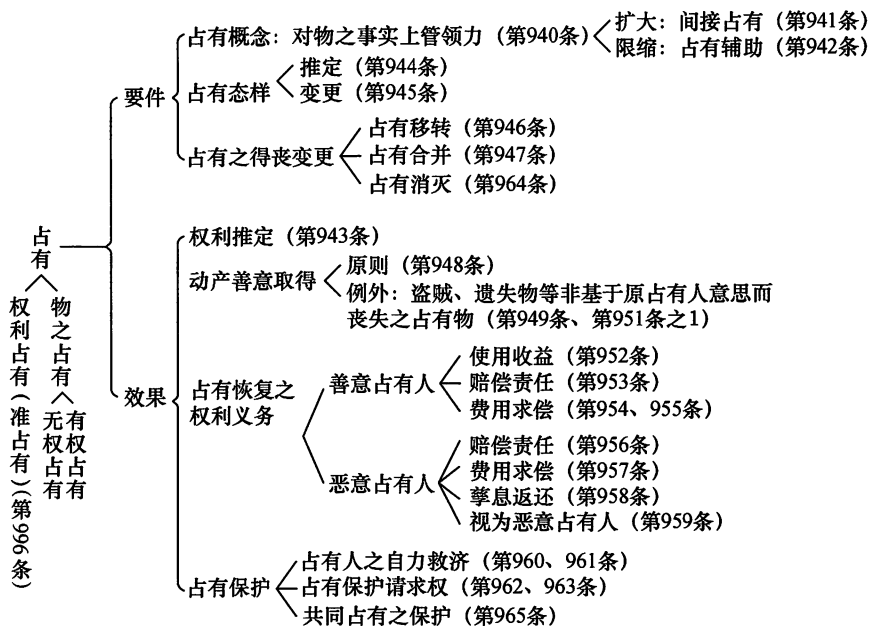 占有概念：对物之事实上管领力（第940条）
扩大：间接占有（第941条）
限缩：占有辅助（第942条）
要件
占有态样
推定（第944条）
变更（第945条）
占有之得丧变更
占有移转（第946条）
占有合并（第947条）
占有消灭（第964条）
占有
物之占有
有权占有
无权占有
权利占有（准占有）（第966条）
效果
权利推定（第943条）
动产善意取得
原则（第948条）
例外：盗贼、遗失物等非基于原占有人意思而
丧失之占有物（第949条、第951条之1）
占有恢复之
权利义务
善意占有人
使用收益（第952条）
赔偿责任（第953条）
费用求偿（第954、955条）
恶意占有人
赔偿责任（第956条）
费用求偿（第957条）
孳息返还（第958条）
视为恶意占有人（第959条）
占有保护
占有人之自力救济（第960、961条）
占有保护请求权（第962、963条）
共同占有之保护（第965条）